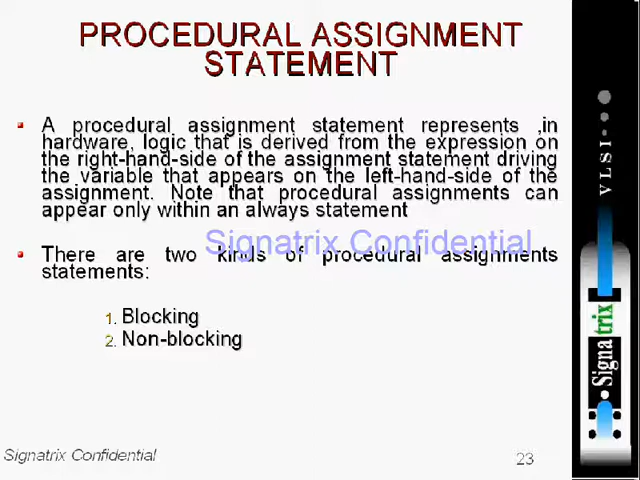 PROCEDURAL ASSIGNMENT
STATEMENT
A procedural assignment statement represents ,in
hardware, logic that is derived from the expression on
the right-hand-side of the assignment statement driving
the variable that appears on the left-hand-side of the
assignment. Note that procedural assignments can
appear only within an always statement
Signatrix Confidential
There are two kinds of procedural assignments
statements:
1. Blocking
2. Non-blocking
Signatrix Confidential
23
VLSI
Signatrix